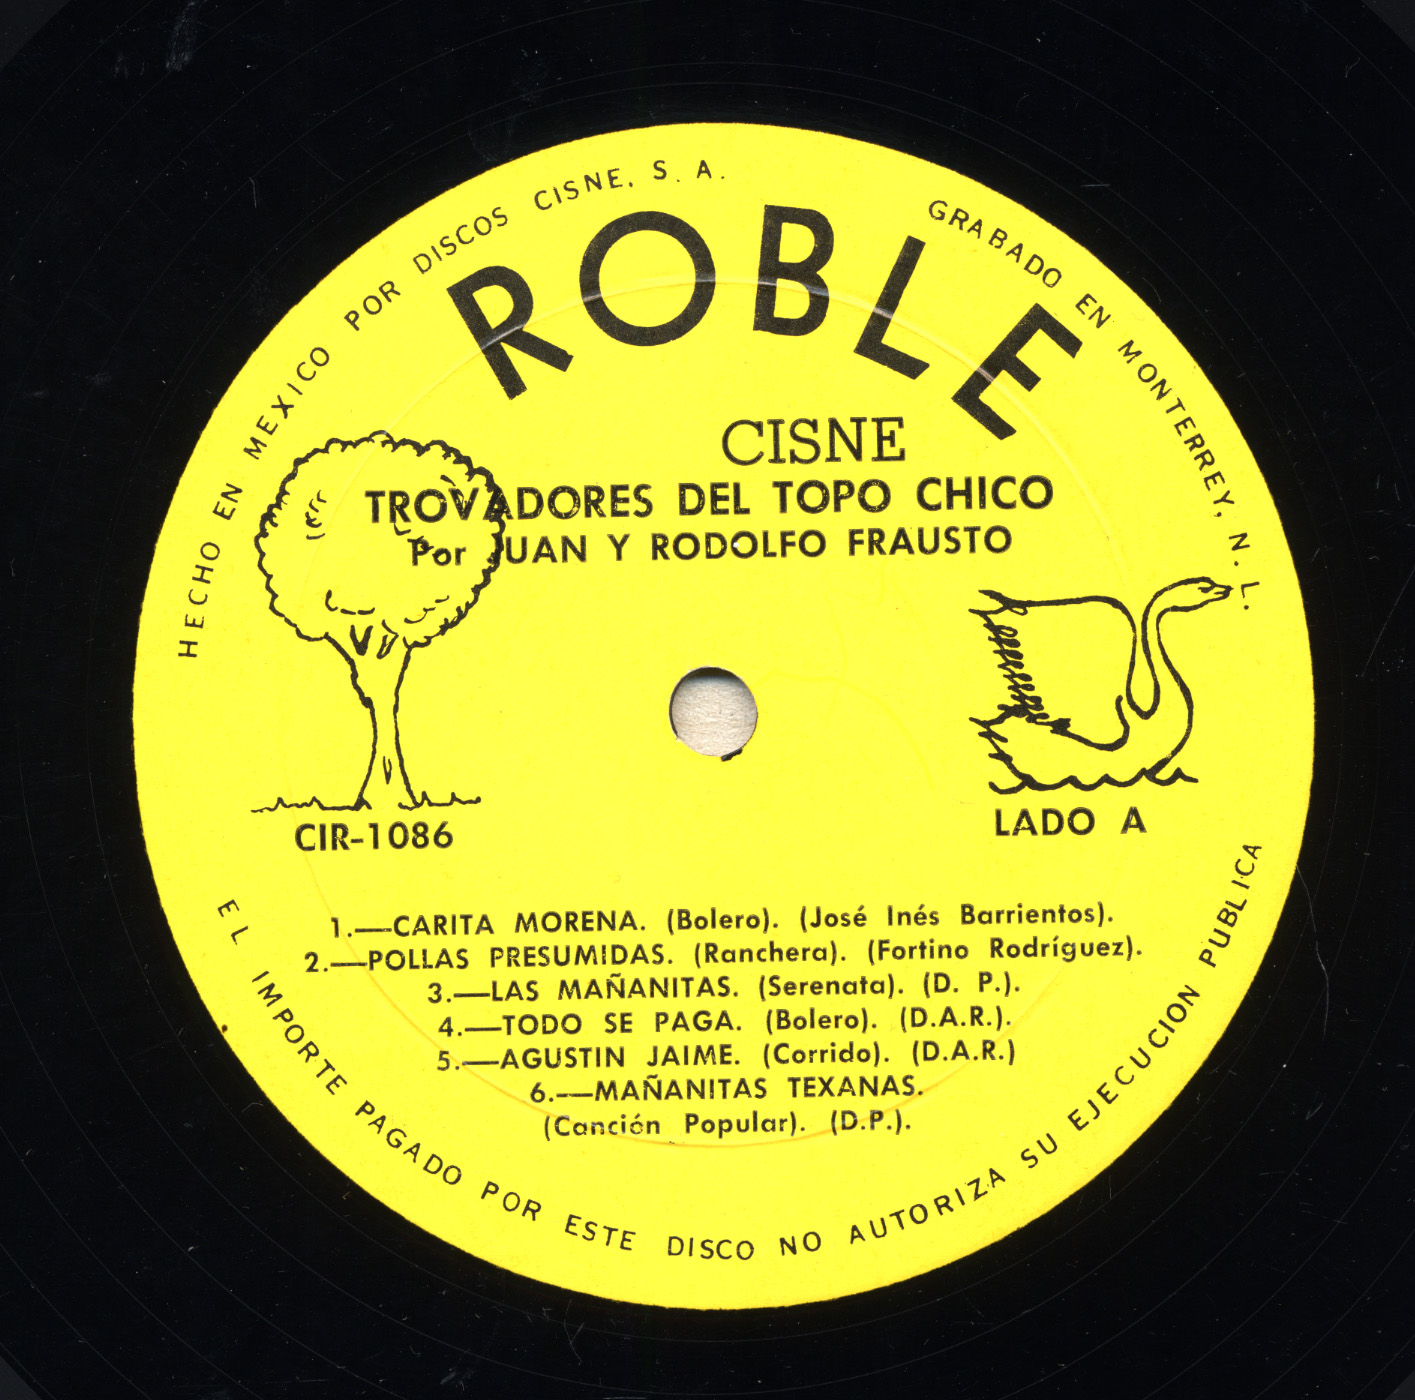 HECHO EN MEXICO POR DISCOS CISNE, S. A.
GRABADO EN MONTERREY, N. L.
ROBLE
CISNE
TROVADORES DEL TOPO CHICO
Por JUAN Y RODOLFO FRAUSTO
CIR-1086
LADO A
1.—CARITA MORENA. (Bolero). (José Inés Barrientos).
2.—POLLAS PRESUMIDAS. (Ranchera). (Fortino Rodríguez).
3.—LAS MAÑANITAS. (Serenata). (D. P.).
4.—TODO SE PAGA. (Bolero). (D.A.R.).
5.—AGUSTIN JAIME. (Corrido). (D.A.R.)
6.—MAÑANITAS TEXANAS.
(Canción Popular). (D.P.).
EL IMPORTE PAGADO POR ESTE DISCO NO AUTORIZA SU EJECUCION PUBLICA